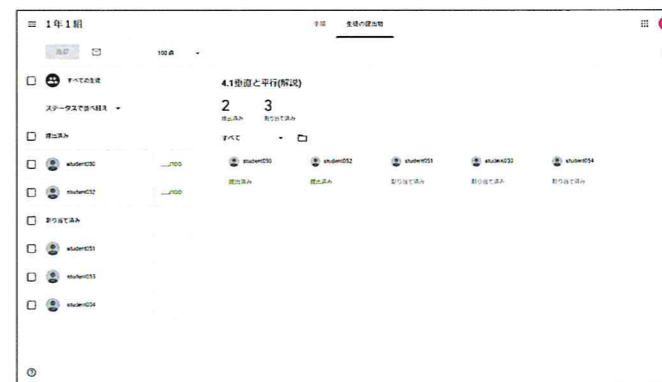 1年1組
生徒の提出物
返却
100 点
すべての生徒
ステータスで並べ替え
提出済み
student050
__/100
student052
__/100
割り当て済み
student051
student053
student054
4.1垂直と平行(解説)
2
提出済み
3
割り当て済み
すべて
student050
提出済み
student052
提出済み
student051
割り当て済み
student053
割り当て済み
student054
割り当て済み